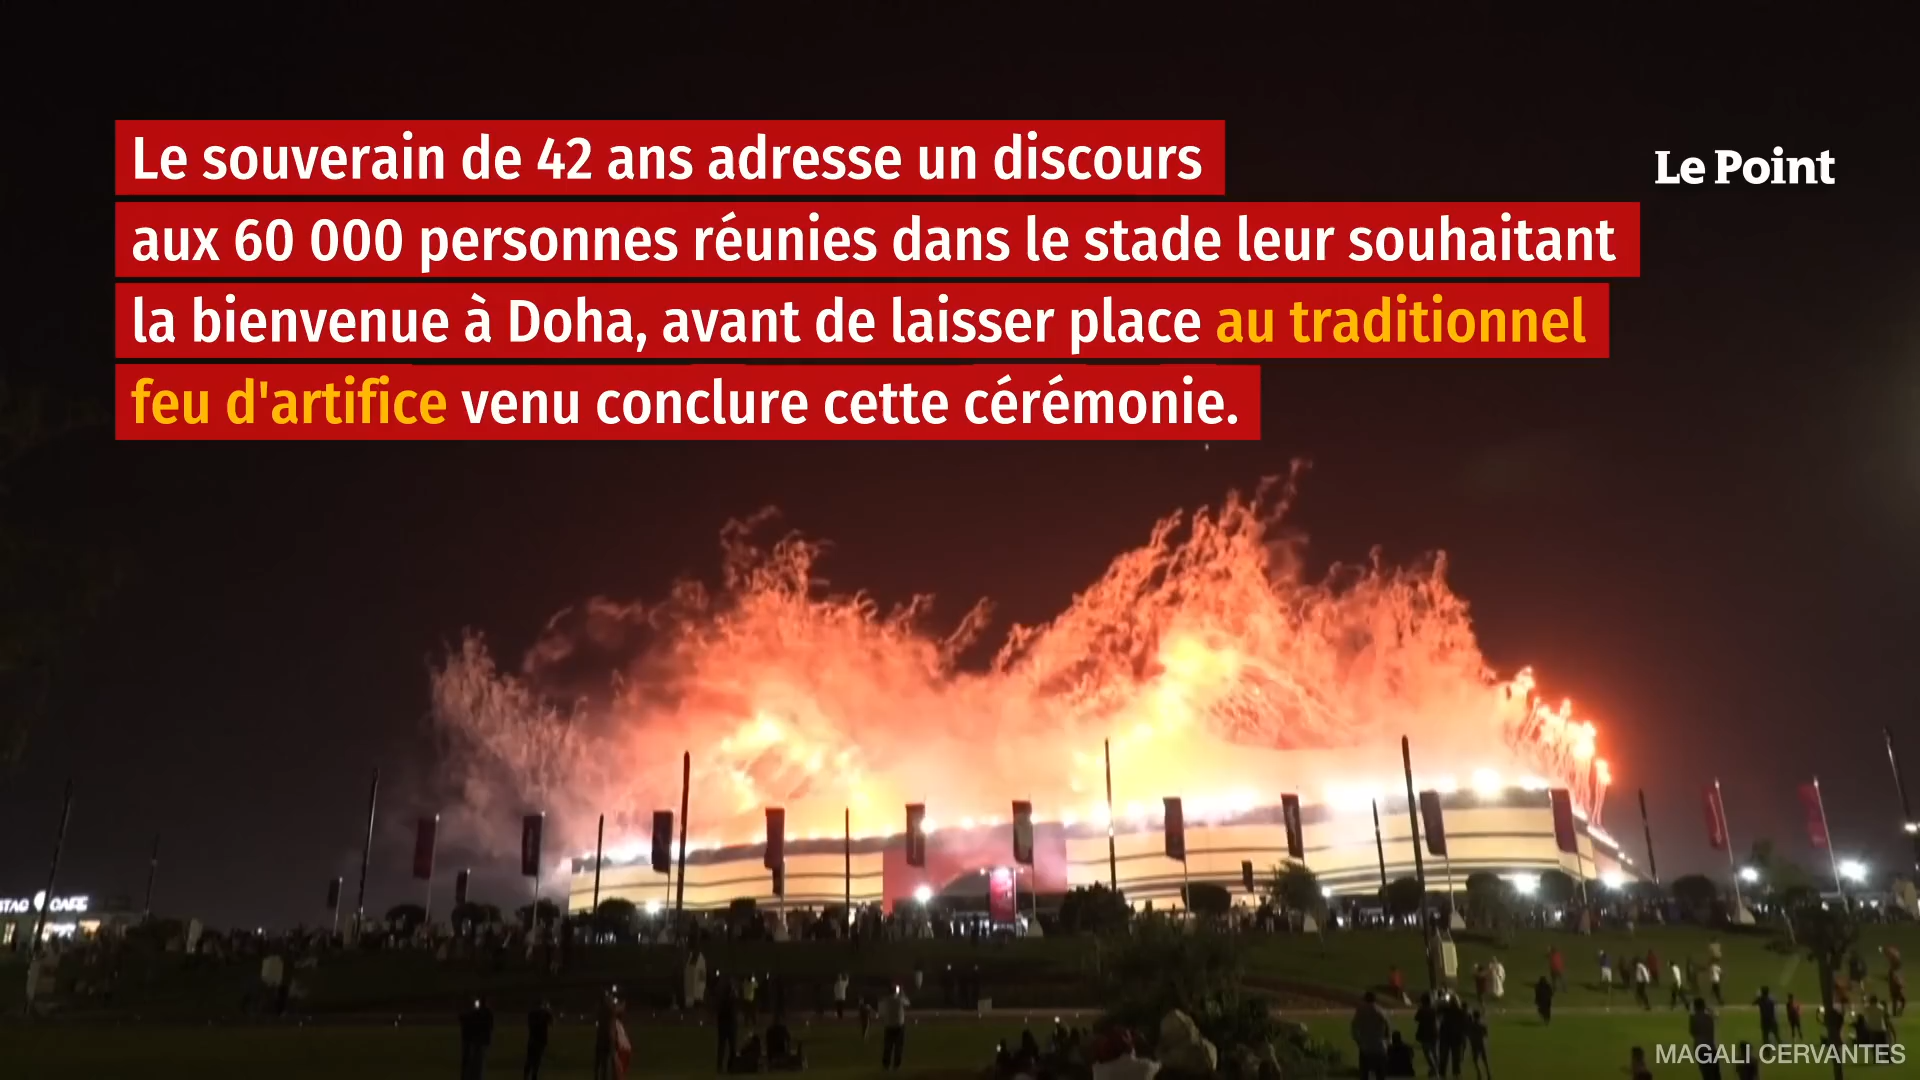 Le souverain de 42 ans adresse un discours
Le Point
aux 60 000 personnes réunies dans le stade leur souhaitant
la bienvenue à Doha, avant de laisser place au traditionnel
feu d'artifice venu conclure cette cérémonie.
CAFE
MAGALI CERVANTES